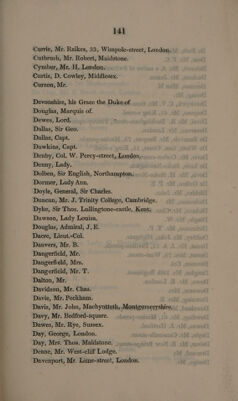 141
Currie, Mr. Raikes, 33, Wimpole-street, London.
Cutbrush, Mr. Robert, Maidstone.
Cymbar, Mr. H. London.
Curtis, D. Cowley, Middlesex.
Curzon, Mr.
Devonshire, his Grace the Duke of
Douglas, Marquis of.
Dewes, Lord.
Dallas, Sir Geo.
Dallas, Capt.
Dawkins, Capt.
Denby, Col. W. Percy-street, London.
Denny, Lady.
Dolben, Sir English, Northampton.
Dormer, Lady Ann.
Doyle, General, Sir Charles.
Duncan, Mr. J. Trinity College, Cambridge.
Dyke, Sir Thos. Lullingtone-castle, Kent.
Dawson, Lady Louisa.
Douglas, Admiral, J. E.
Dacre, Lieut.-Col.
Danvers, Mr. B.
Dangerfield, Mr.
Dangerfield, Mrs.
Dangerfield, Mr. T.
Dalton, Mr.
Davidson, Mr. Chas.
Davie, Mr. Peckham.
Davis, Mr. John, Machynnteth, Montgomeryshire.
Davy, Mr. Bedford-square.
Dawes, Mr. Rye, Sussex.
Day, George, London.
Day, Mrs. Thos. Maidstone.
Denne, Mr. West-cliff Lodge.
Davenport, Mr. Lime-street, London.